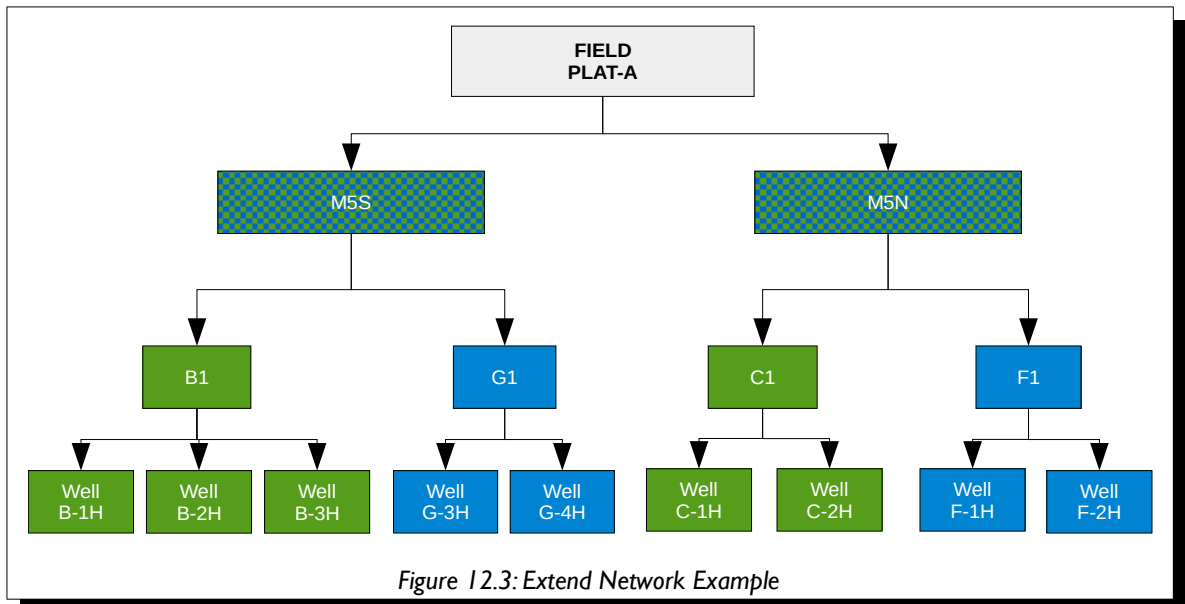 FIELD
PLAT-A
M5S
M5N
B1
G1
C1
F1
Well
B-1H
Well
B-2H
Well
B-3H
Well
G-3H
Well
G-4H
Well
C-1H
Well
C-2H
Well
F-1H
Well
F-2H
Figure 12.3: Extend Network Example